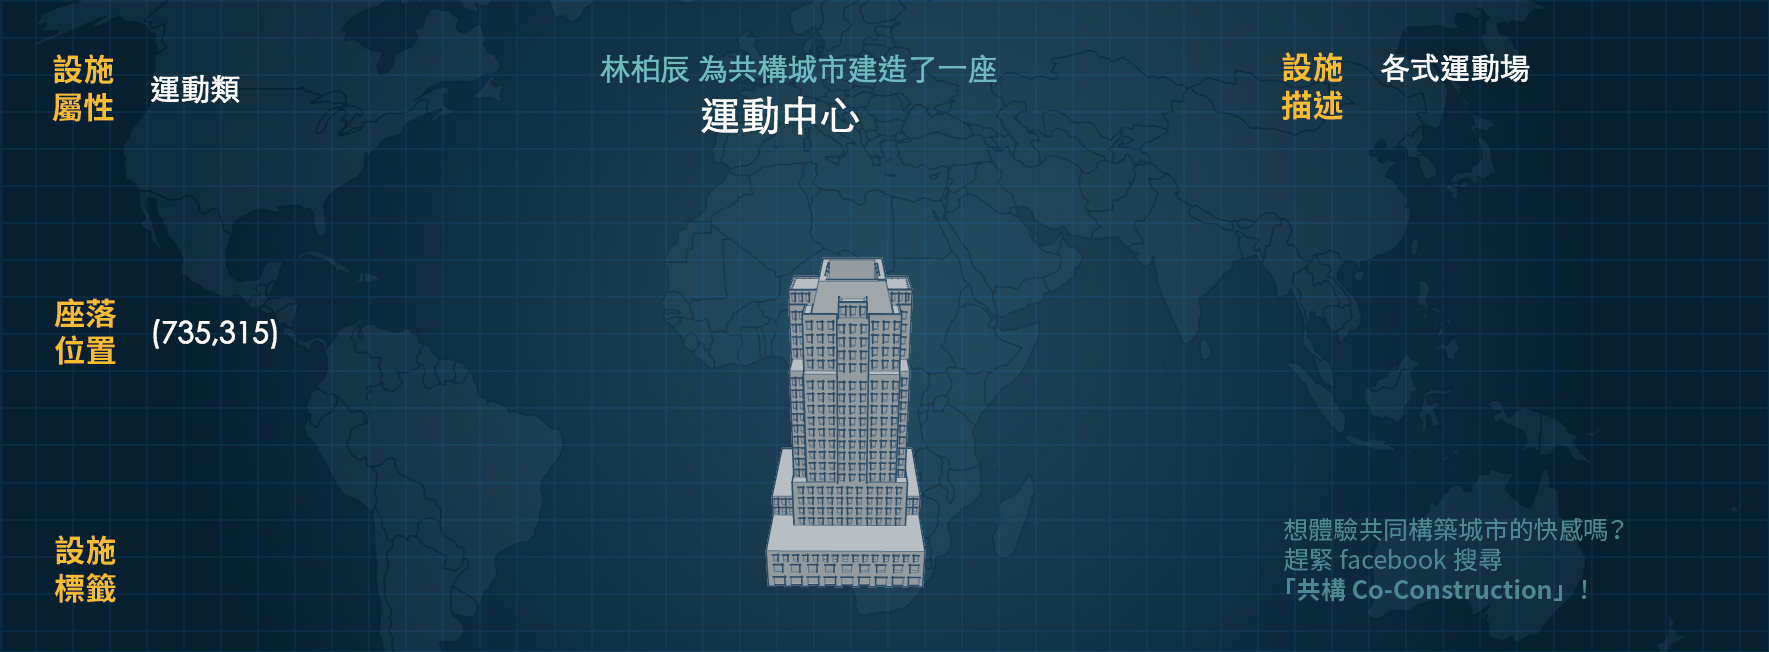 設施
屬性
運動類
林柏辰 為共構城市建造了一座
運動中心
設施
描述
各式運動場
座落
位置
(735,315)
設施
標籤
想體驗共同構築城市的快感嗎？
趕緊 facebook 搜尋
「共構 Co-Construction」！